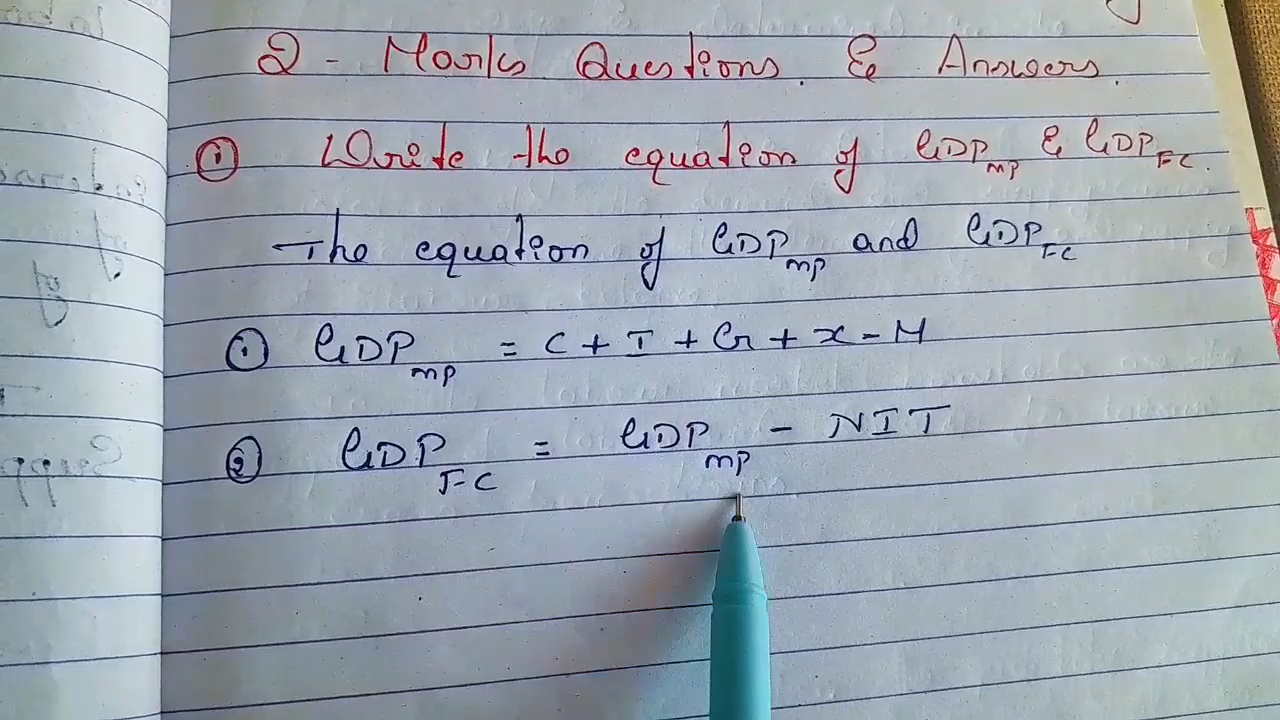 2 - Marks Questions & Answers.
① Write the equation of GDPmp & GDPFC.
The equation of GDPmp and GDPFC
① GDPmp = C + I + G + x - M
② GDPFC = GDPmp - NIT